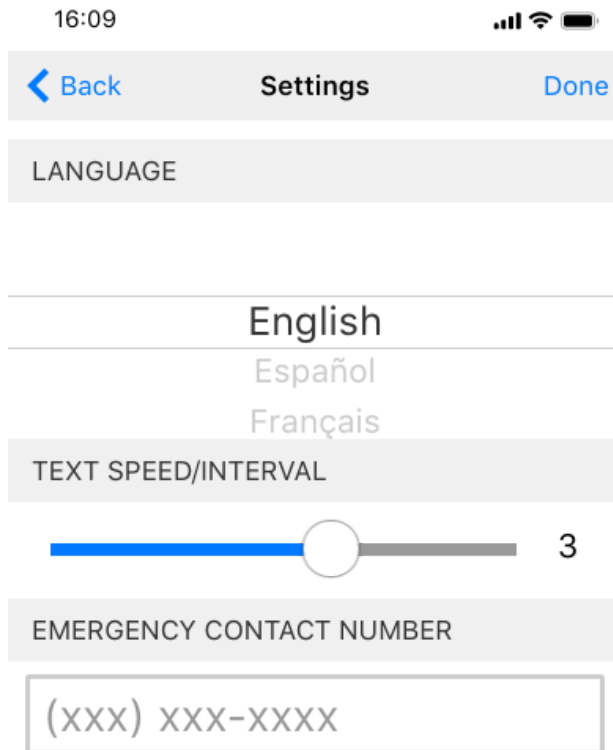 16:09
Back Settings Done
LANGUAGE
English
Español
Français
TEXT SPEED/INTERVAL
3
EMERGENCY CONTACT NUMBER
(xxx) xxx-xxxx